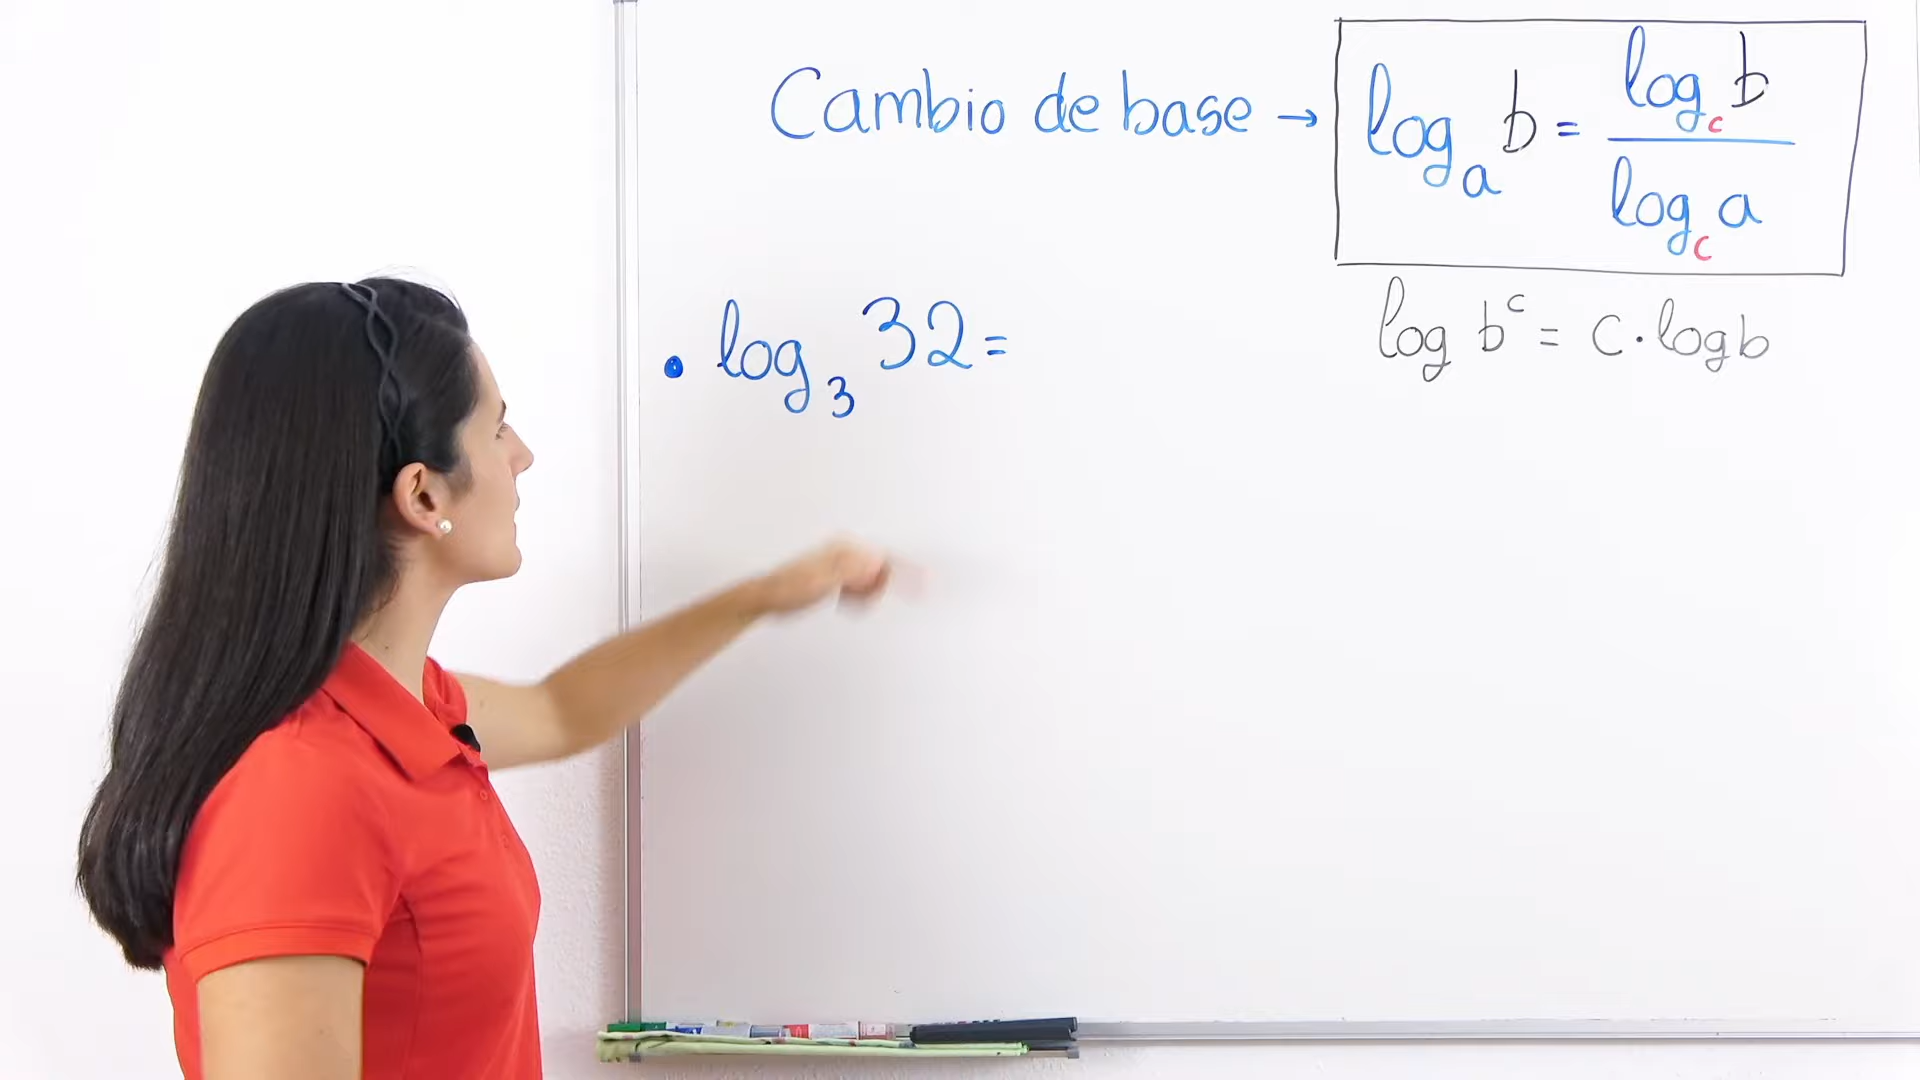 Cambio de base → log_a b = log_c b / log_c a
log b^c = c · log b
• log_3 32 =